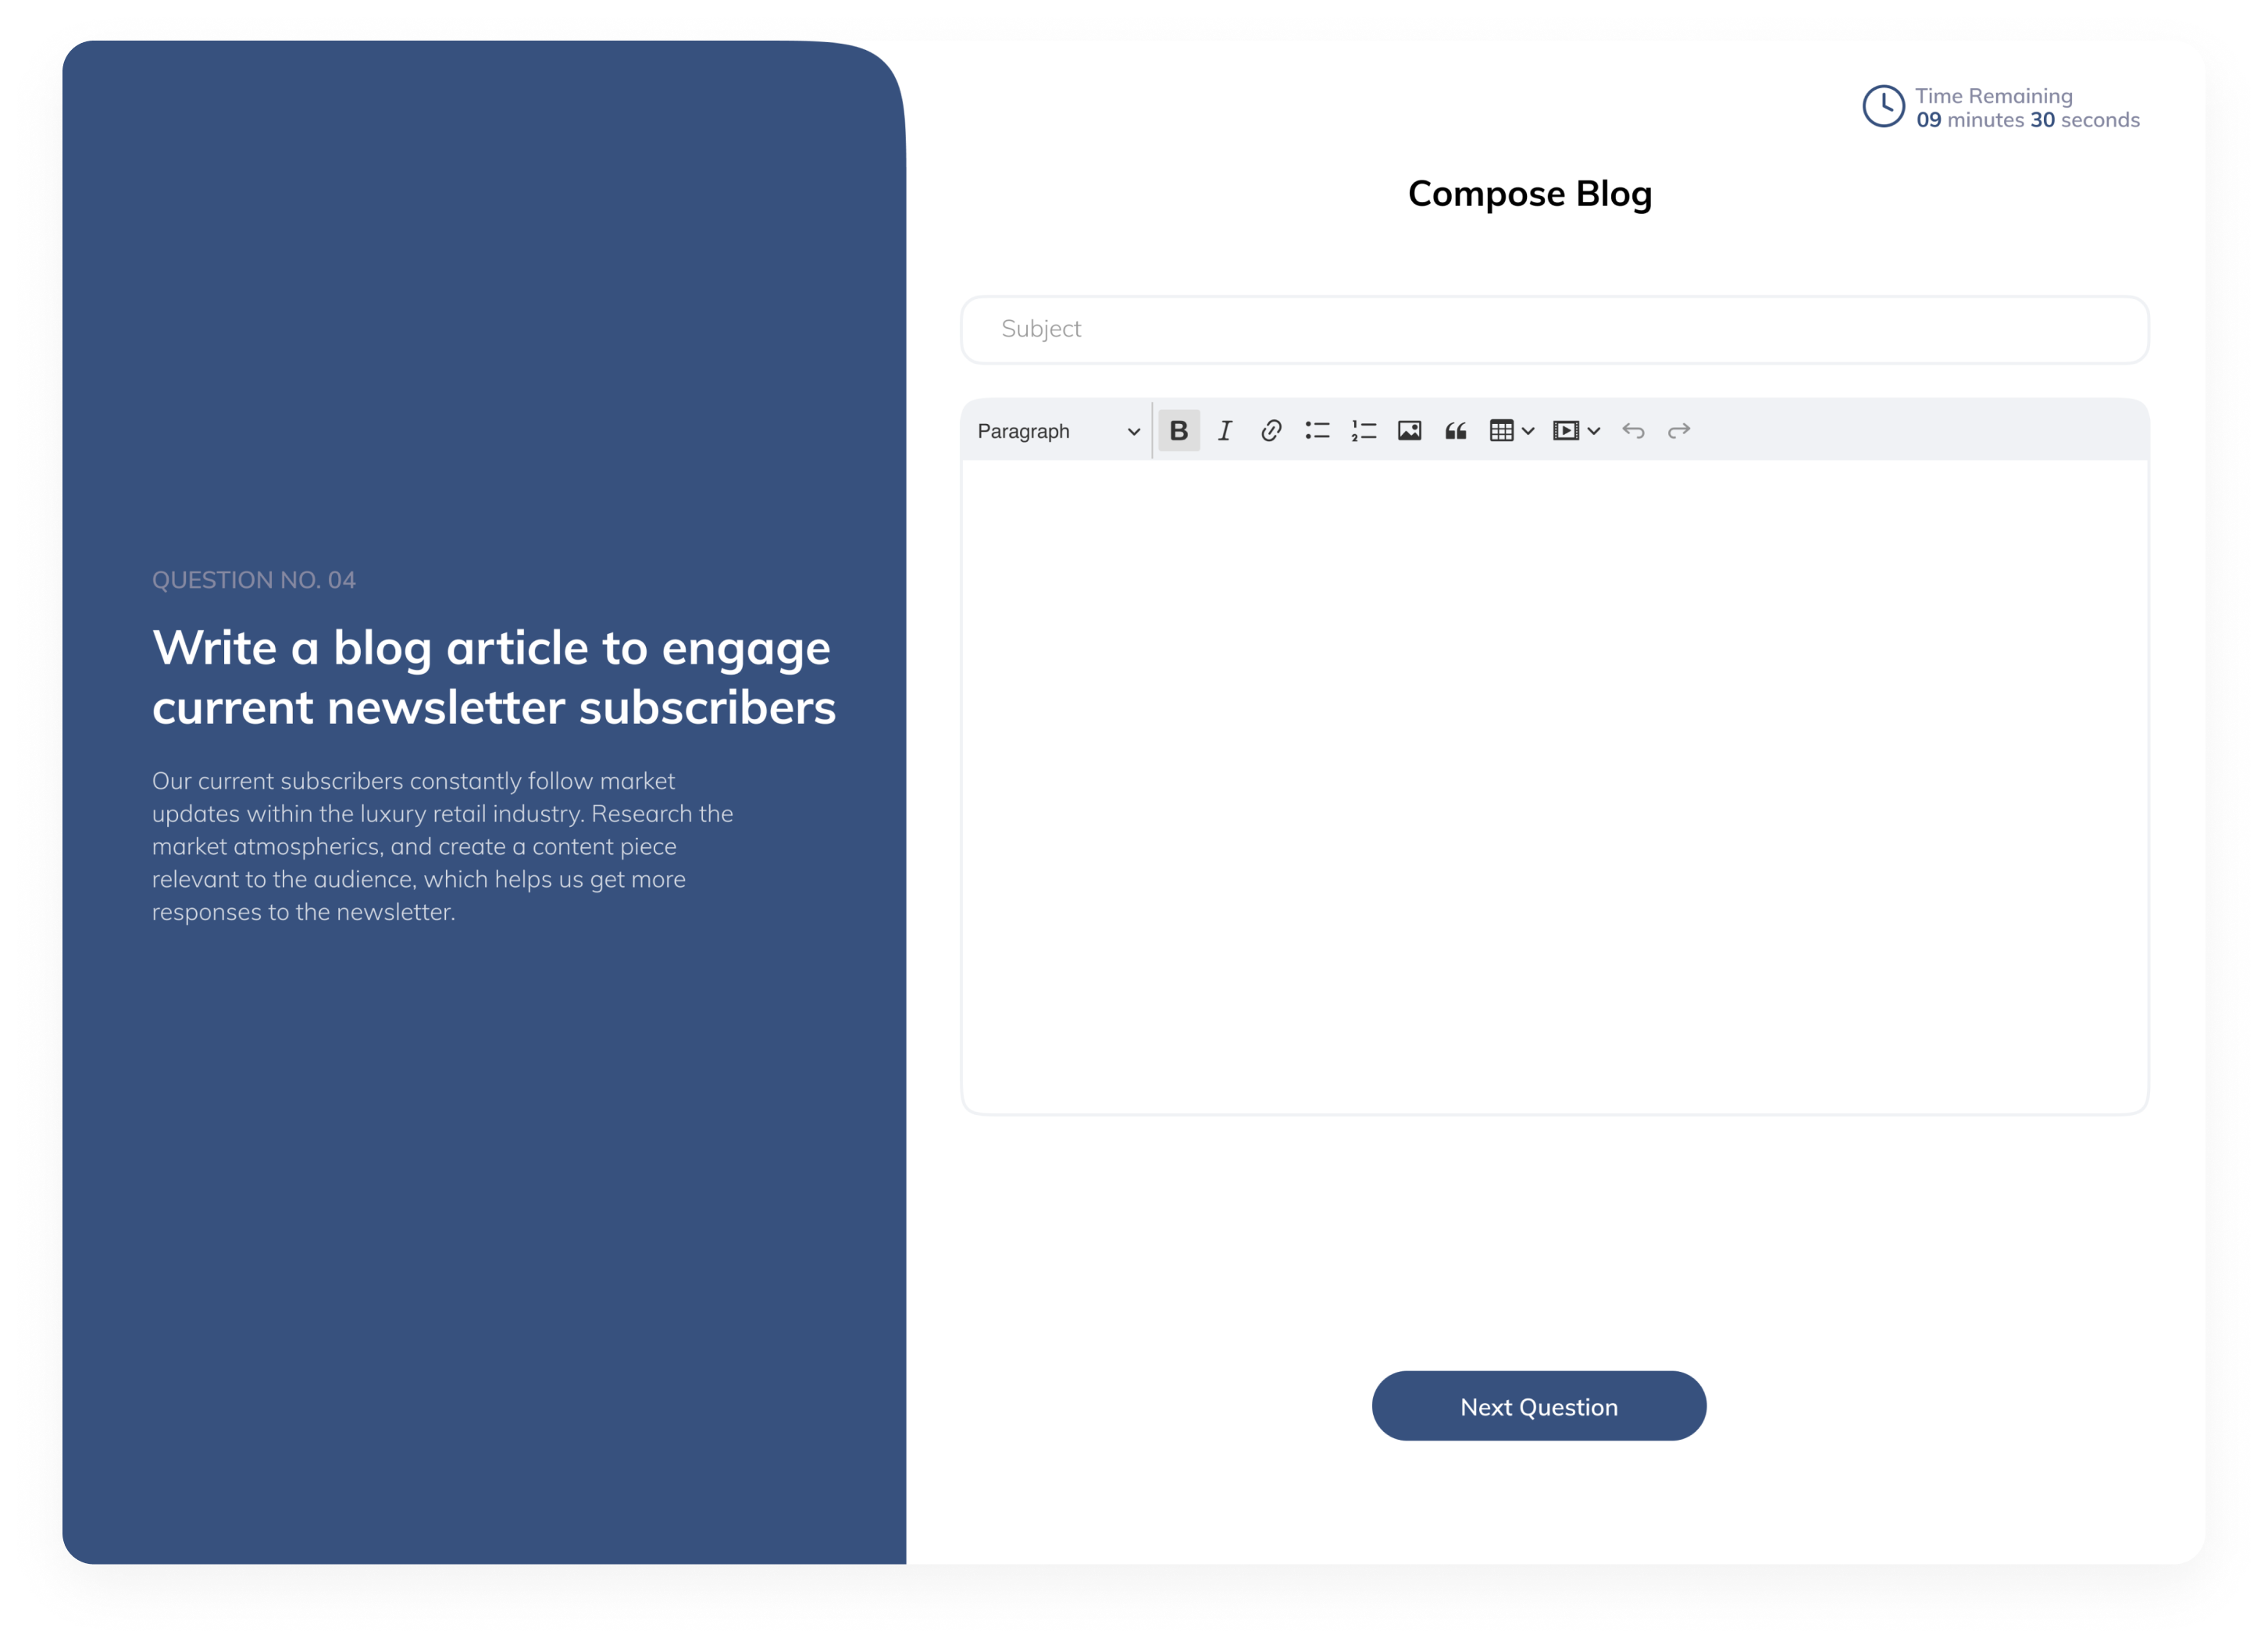 Time Remaining
09 minutes 30 seconds
Compose Blog
Subject
Paragraph
B I
QUESTION NO. 04
Write a blog article to engage
current newsletter subscribers
Our current subscribers constantly follow market
updates within the luxury retail industry. Research the
market atmospherics, and create a content piece
relevant to the audience, which helps us get more
responses to the newsletter.
Next Question